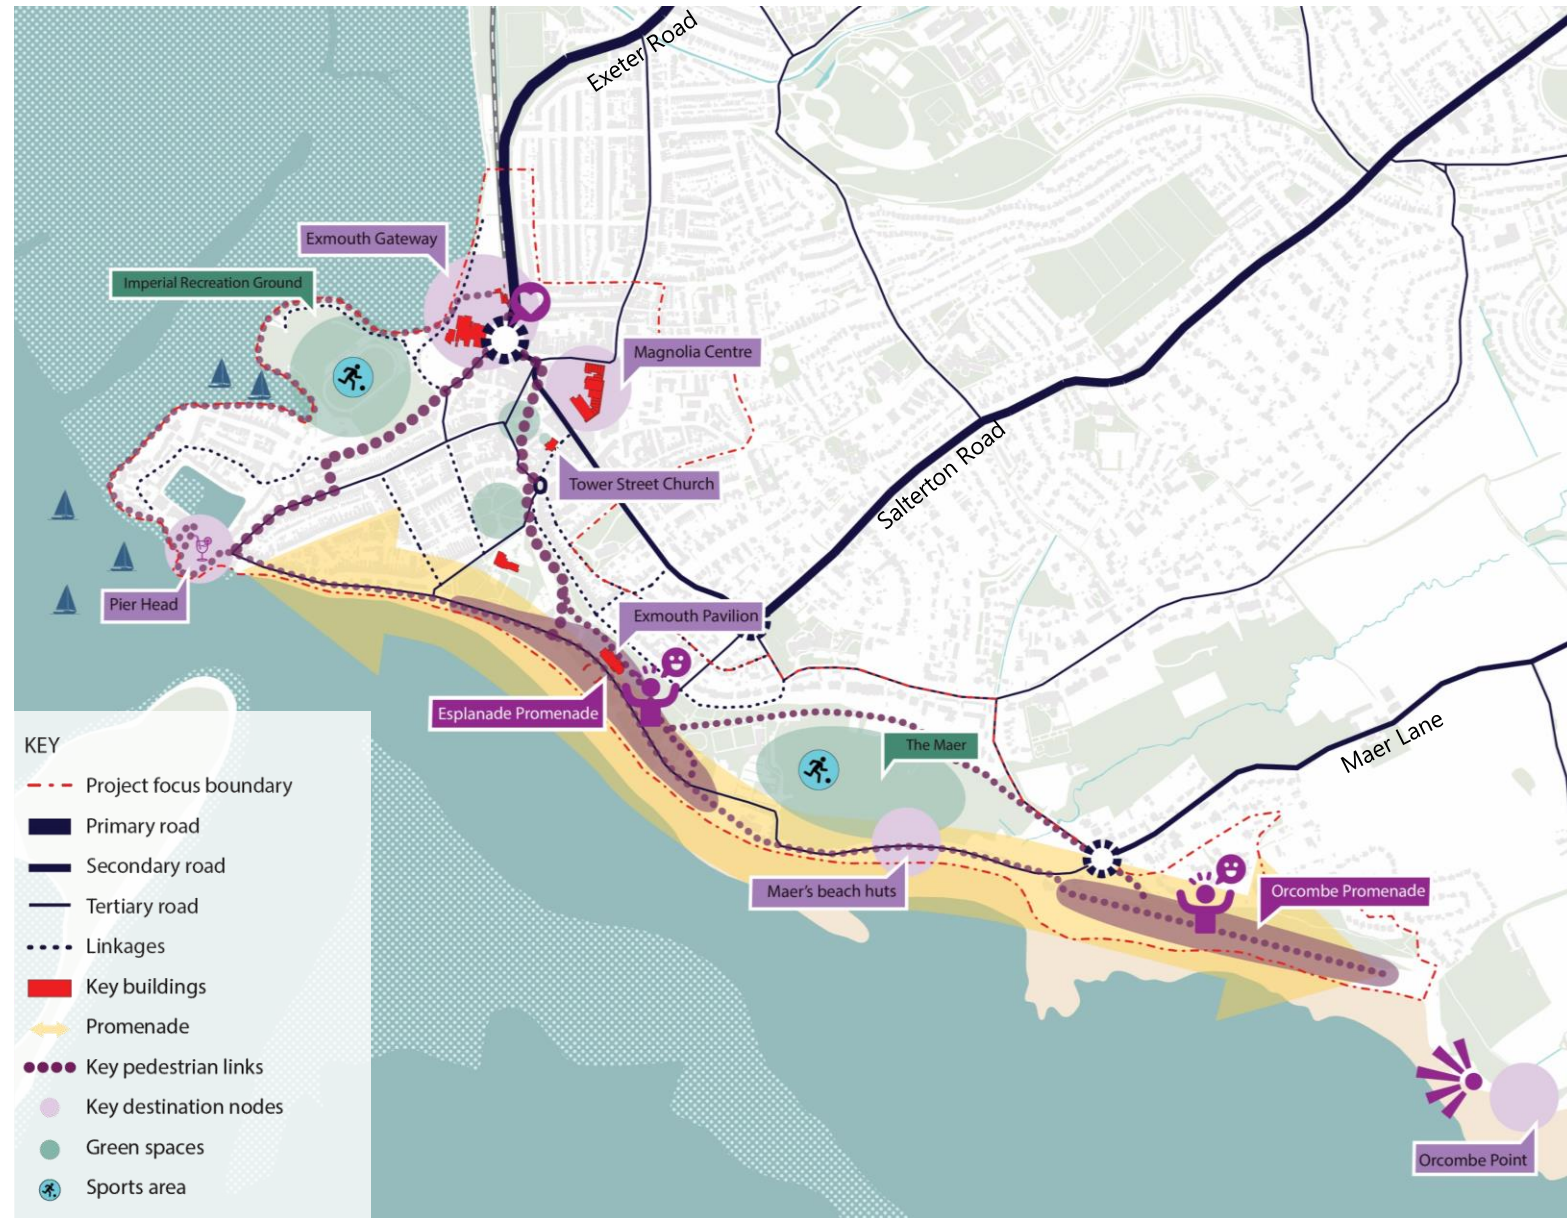 Exeter Road
Exmouth Gateway
Imperial Recreation Ground
Magnolia Centre
Salterton Road
Tower Street Church
Pier Head
Exmouth Pavilion
Esplanade Promenade
The Maer
Maer Lane
Maer's beach huts
Orcombe Promenade
Orcombe Point
KEY
Project focus boundary
Primary road
Secondary road
Tertiary road
Linkages
Key buildings
Promenade
Key pedestrian links
Key destination nodes
Green spaces
Sports area